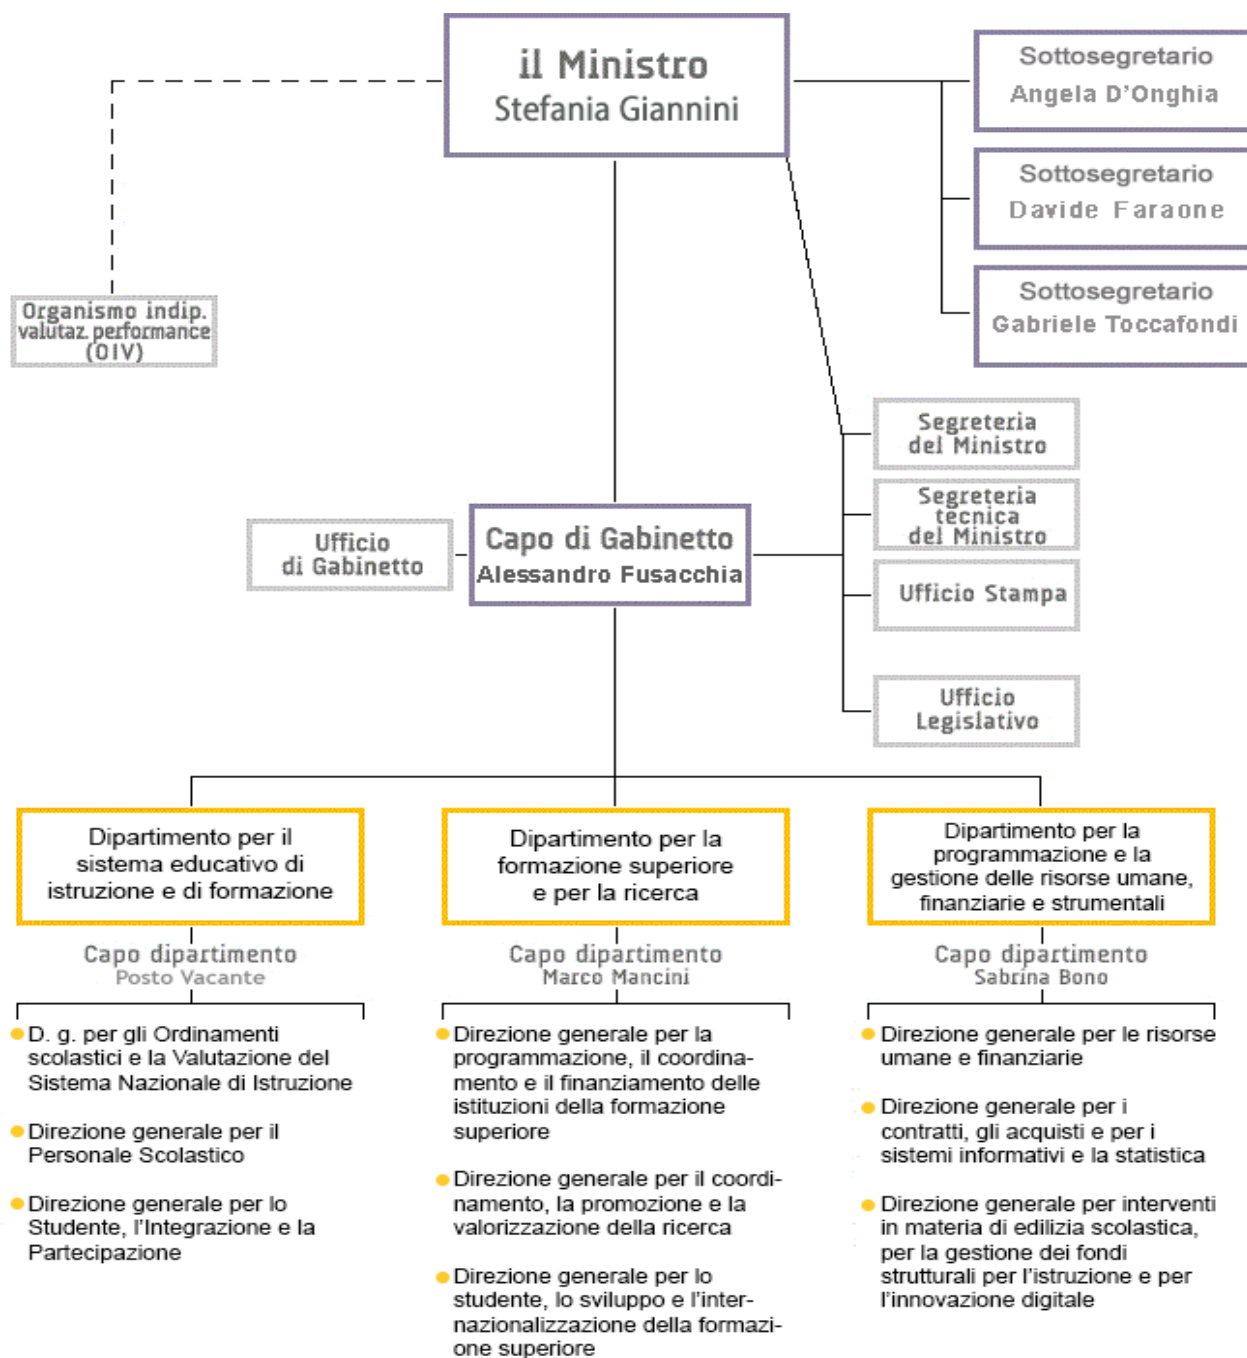 il Ministro
Stefania Giannini
Sottosegretario
Angela D'Onghia
Sottosegretario
Davide Faraone
Sottosegretario
Gabriele Toccafondi
Organismo indip.
valutaz. performance
(OIV)
Segreteria
del Ministro
Segreteria
tecnica
del Ministro
Ufficio
di Gabinetto
Capo di Gabinetto
Alessandro Fusacchia
Ufficio Stampa
Ufficio
Legislativo
Dipartimento per il
sistema educativo di
istruzione e di formazione
Capo dipartimento
Posto Vacante
D. g. per gli Ordinamenti
scolastici e la Valutazione del
Sistema Nazionale di Istruzione
Direzione generale per il
Personale Scolastico
Direzione generale per lo
Studente, l'Integrazione e la
Partecipazione
Dipartimento per la
formazione superiore
e per la ricerca
Capo dipartimento
Marco Mancini
Direzione generale per la
programmazione, il coordina-
mento e il finanziamento delle
istituzioni della formazione
superiore
Direzione generale per il coordi-
namento, la promozione e la
valorizzazione della ricerca
Direzione generale per lo
studente, lo sviluppo e l'inter-
nazionalizzazione della formazi-
one superiore
Dipartimento per la
programmazione e la
gestione delle risorse umane,
finanziarie e strumentali
Capo dipartimento
Sabrina Bono
Direzione generale per le risorse
umane e finanziarie
Direzione generale per i
contratti, gli acquisti e per i
sistemi informativi e la statistica
Direzione generale per interventi
in materia di edilizia scolastica,
per la gestione dei fondi
strutturali per l'istruzione e per
l'innovazione digitale